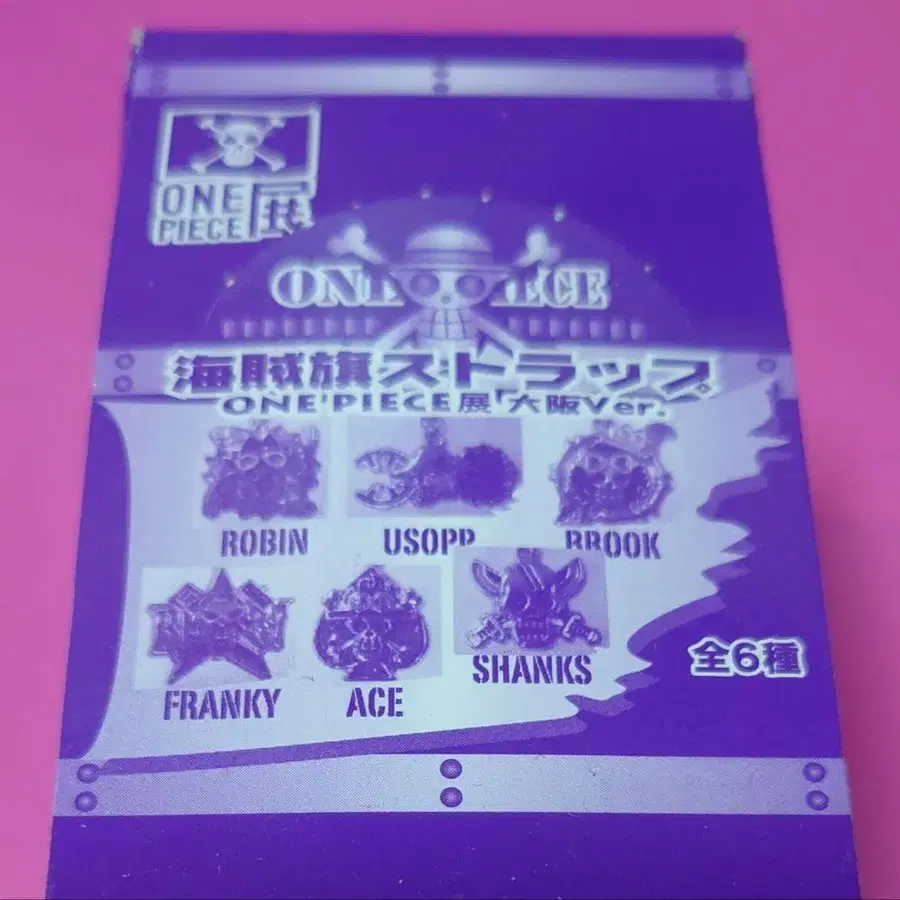 ONE
PIECE展
ONE PIECE
海賊旗ストラップ
ONE PIECE展「大阪Ver.
ROBIN
USOPP
BROOK
FRANKY
ACE
SHANKS
全6種